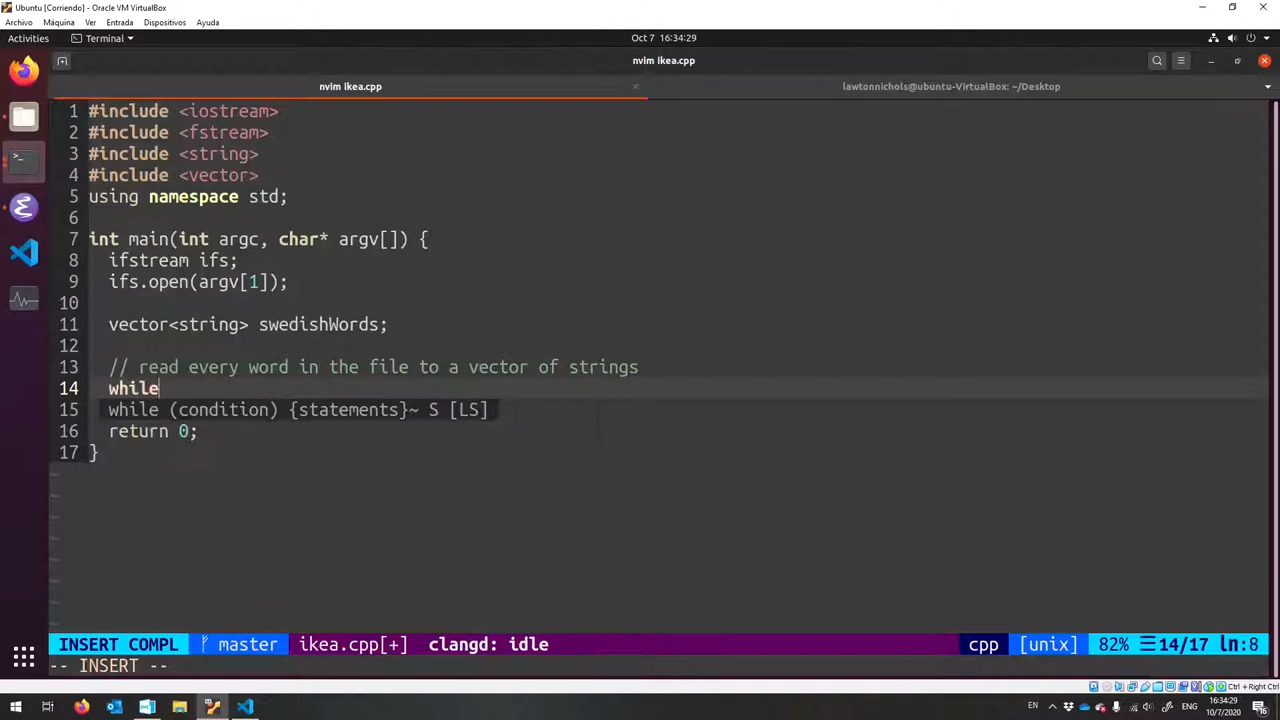 Ubuntu [Corriendo] - Oracle VM VirtualBox
Archivo Máquina Ver Entrada Dispositivos Ayuda
Activities Terminal Oct 7 16:34:29
nvim ikea.cpp
nvim ikea.cpp lawtonnichols@ubuntu-VirtualBox: ~/Desktop
1 #include <iostream>
2 #include <fstream>
3 #include <string>
4 #include <vector>
5 using namespace std;
6
7 int main(int argc, char* argv[]) {
8 ifstream ifs;
9 ifs.open(argv[1]);
10
11 vector<string> swedishWords;
12
13 // read every word in the file to a vector of strings
14 while
15 while (condition) {statements}~ S [LS]
16 return 0;
17 }
INSERT COMPL master ikea.cpp[+] clangd: idle cpp [unix] 82% ☰14/17 ln:8
-- INSERT --
Ctrl + Right Ctrl
EN ENG 16:34:29
10/7/2020